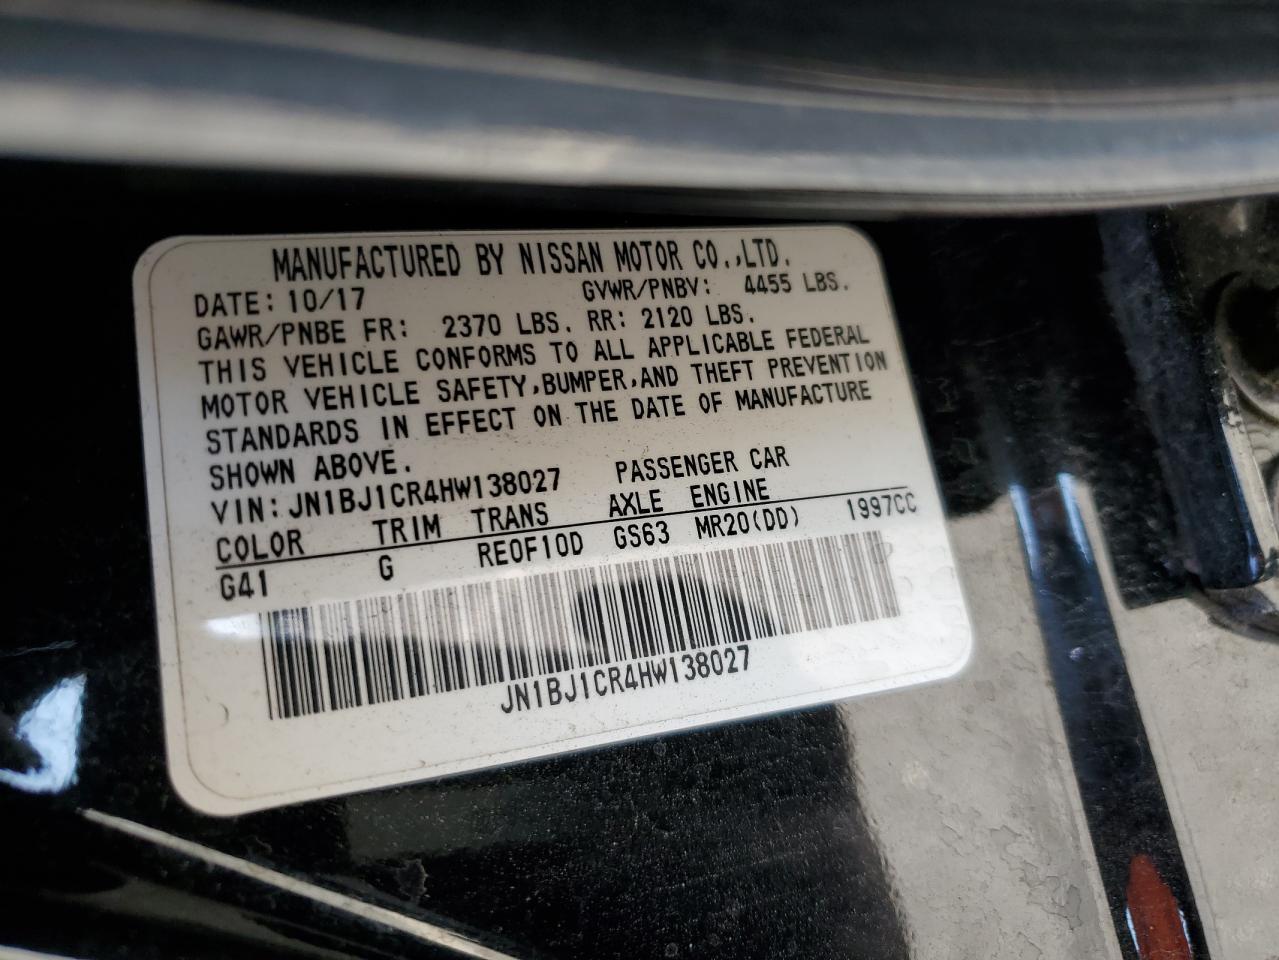 MANUFACTURED BY NISSAN MOTOR CO.,LTD.
DATE: 10/17 GVWR/PNBV: 4455 LBS.
GAWR/PNBE FR: 2370 LBS. RR: 2120 LBS.
THIS VEHICLE CONFORMS TO ALL APPLICABLE FEDERAL
MOTOR VEHICLE SAFETY,BUMPER,AND THEFT PREVENTION
STANDARDS IN EFFECT ON THE DATE OF MANUFACTURE
SHOWN ABOVE.
VIN: JN1BJ1CR4HW138027 PASSENGER CAR
COLOR TRIM TRANS AXLE ENGINE
G41 G RE0F10D GS63 MR20(DD) 1997CC
JN1BJ1CR4HW138027